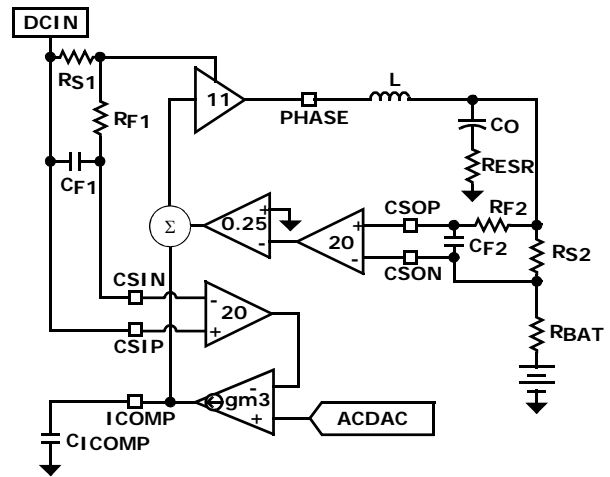 DCIN
RS1
11
L
PHASE
RF1
CO
RESR
CF1
Σ
0.25
+
-
20
+
-
CSOP
RF2
CF2
CSON
RS2
CSIN
-
20
+
CSIP
RBAT
ICOMP
gm3
-
+
ACDAC
CICOMP